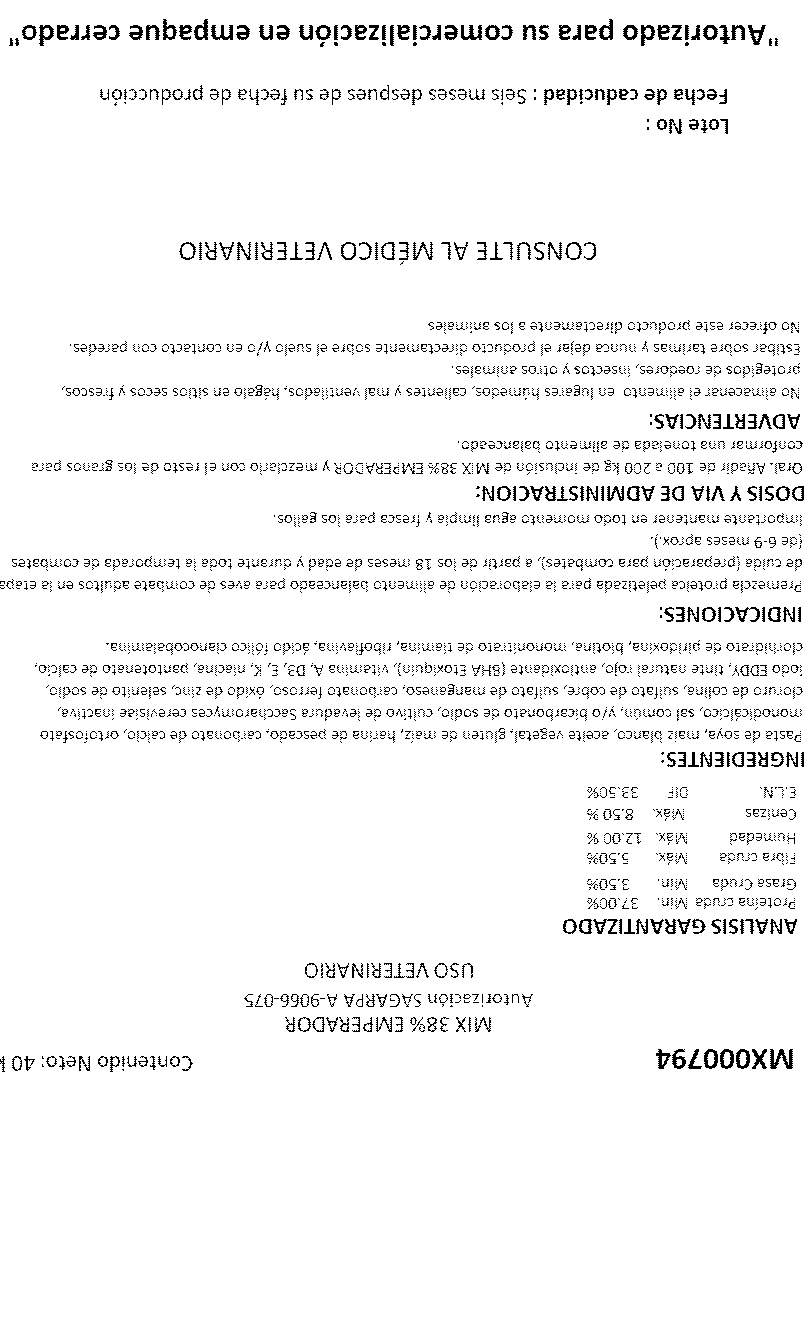 MX000794 Contenido Neto: 40 k
MIX 38% EMPERADOR
Autorización SAGARPA A-9066-075
USO VETERINARIO
ANALISIS GARANTIZADO
Proteína cruda Min. 37.00%
Grasa Cruda Min. 3.50%
Fibra cruda Máx. 5.50%
Humedad Máx. 12.00 %
Cenizas Máx. 8.50 %
E.L.N. DIF 33.50%
INGREDIENTES:
Pasta de soya, maiz blanco, aceite vegetal, gluten de maíz, harina de pescado, carbonato de calcio, ortofosfato
monodicálcico, sal común, y/o bicarbonato de sodio, cultivo de levadura Saccharomyces cerevisiae inactiva,
cloruro de colina, sulfato de cobre, sulfato de manganeso, carbonato ferroso, óxido de zinc, selenito de sodio,
iodo EDDY, tinte natural rojo, antioxidante (BHA Etoxiquin), vitamina A, D3, E, K, niacina, pantotenato de calcio,
clorhidrato de piridoxina, biotina, mononitrato de tiamina, riboflavina, ácido fólico cianocobalamina.
INDICACIONES:
Premezcla proteica peletizada para la elaboración de alimento balanceado para aves de combate adultos en la etapa
de cuida (preparación para combates), a partir de los 18 meses de edad y durante toda la temporada de combates
(de 6-9 meses aprox.).
Importante mantener en todo momento agua limpia y fresca para los gallos.
DOSIS Y VIA DE ADMINISTRACION:
Oral. Añadir de 100 a 200 kg de inclusión de MIX 38% EMPERADOR y mezclarlo con el resto de los granos para
conformar una tonelada de alimento balanceado.
ADVERTENCIAS:
No almacenar el alimento en lugares húmedos, calientes y mal ventilados, hágalo en sitios secos y frescos,
protegidos de roedores, insectos y otros animales.
Estibar sobre tarimas y nunca dejar el producto directamente sobre el suelo y/o en contacto con paredes.
No ofrecer este producto directamente a los animales
CONSULTE AL MÉDICO VETERINARIO
Lote No :
Fecha de caducidad : Seis meses despues de su fecha de producción
"Autorizado para su comercialización en empaque cerrado"